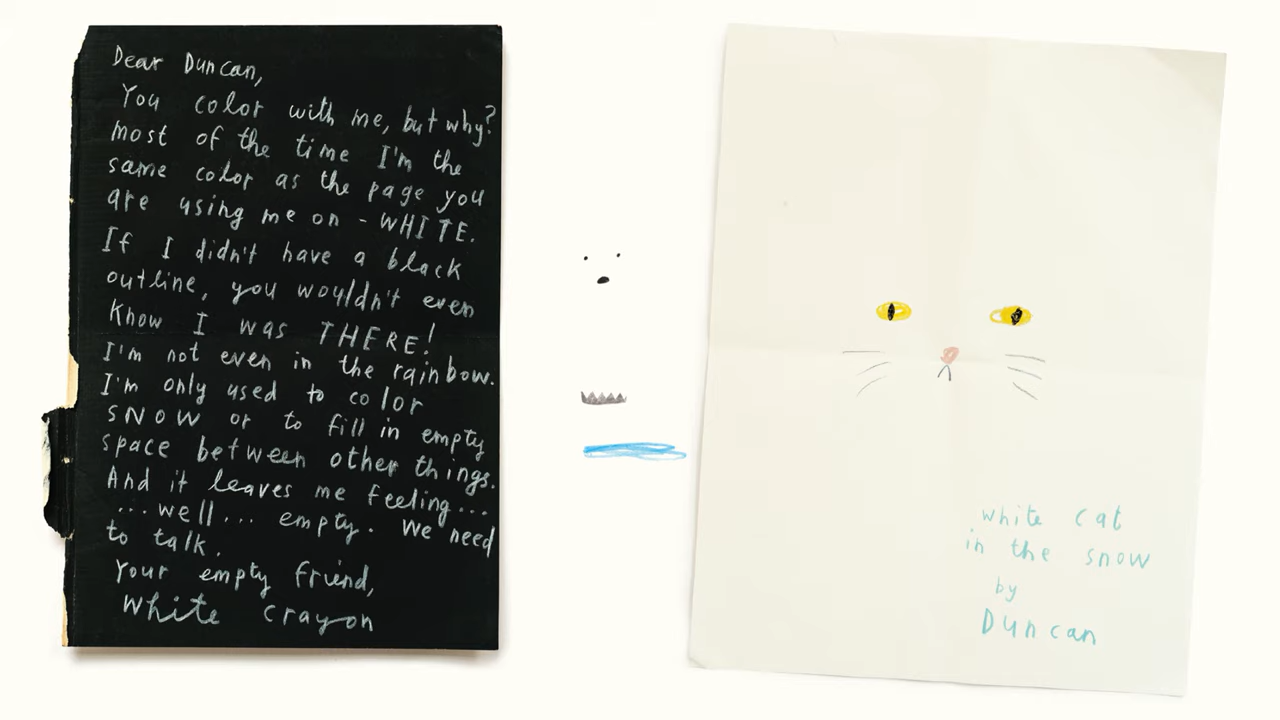 Dear Duncan,
You color with me, but why?
most of the time I'm the
same color as the page you
are using me on - WHITE.
If I didn't have a black
outline, you wouldn't even
know I was THERE!
I'm not even in the rainbow.
I'm only used to color
SNOW or to fill in empty
space between other things.
And it leaves me feeling...
...well... empty. We need
to talk.
Your empty friend,
White crayon
white cat
in the snow
by
Duncan